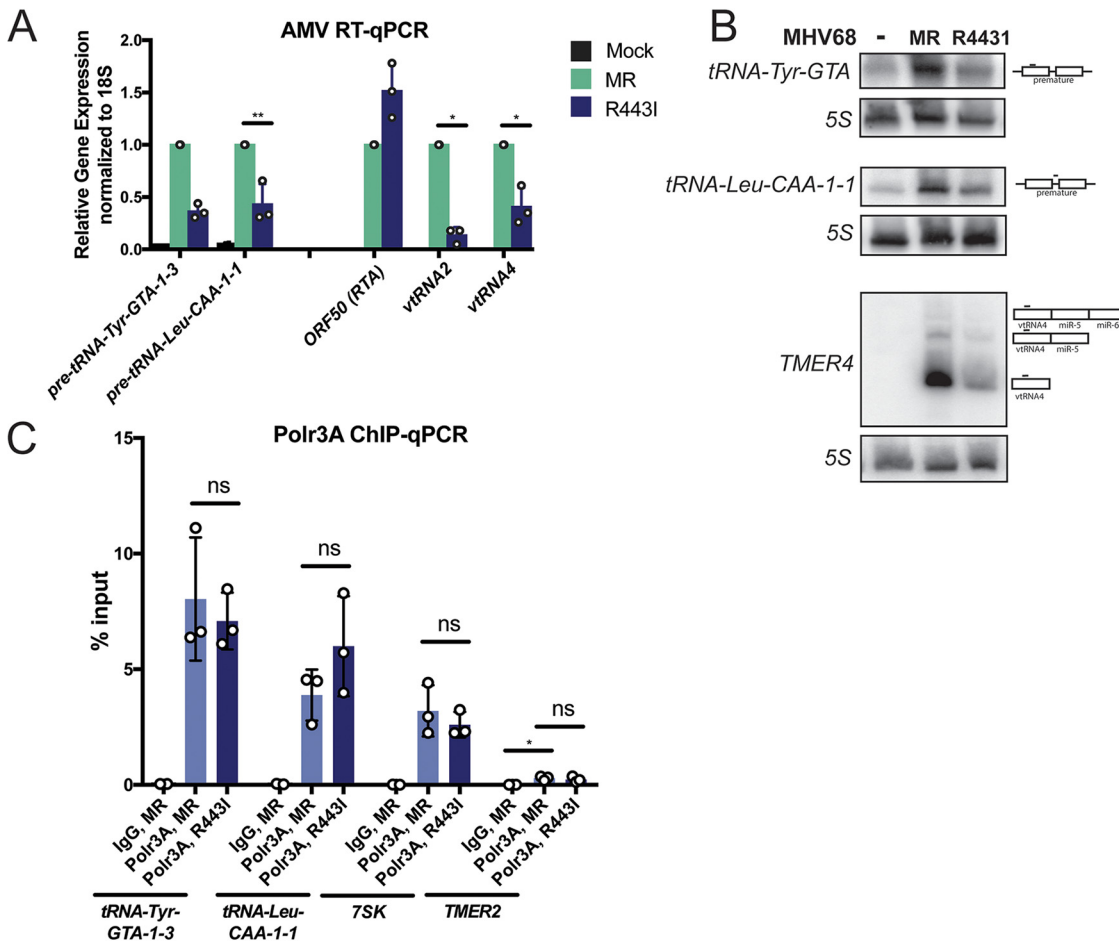 A
AMV RT-qPCR
Relative Gene Expression
normalized to 18S
2.0
1.5
1.0
0.5
0.0
**
*
*
pre-tRNA-Tyr-GTA-1-3
pre-tRNA-Leu-CAA-1-1
ORF50 (RTA)
vtRNA2
vtRNA4
Mock
MR
R443I
B
MHV68 - MR R4431
tRNA-Tyr-GTA
premature
5S
tRNA-Leu-CAA-1-1
premature
5S
TMER4
vtRNA4 miR-5 miR-6
vtRNA4 miR-5
vtRNA4
5S
C
Polr3A ChIP-qPCR
% input
15
10
5
0
ns
ns
ns
*
ns
IgG, MR
Polr3A, MR
Polr3A, R443I
IgG, MR
Polr3A, MR
Polr3A, R443I
IgG, MR
Polr3A, MR
Polr3A, R443I
IgG, MR
Polr3A, MR
Polr3A, R443I
tRNA-Tyr-
GTA-1-3
tRNA-Leu-
CAA-1-1
7SK
TMER2